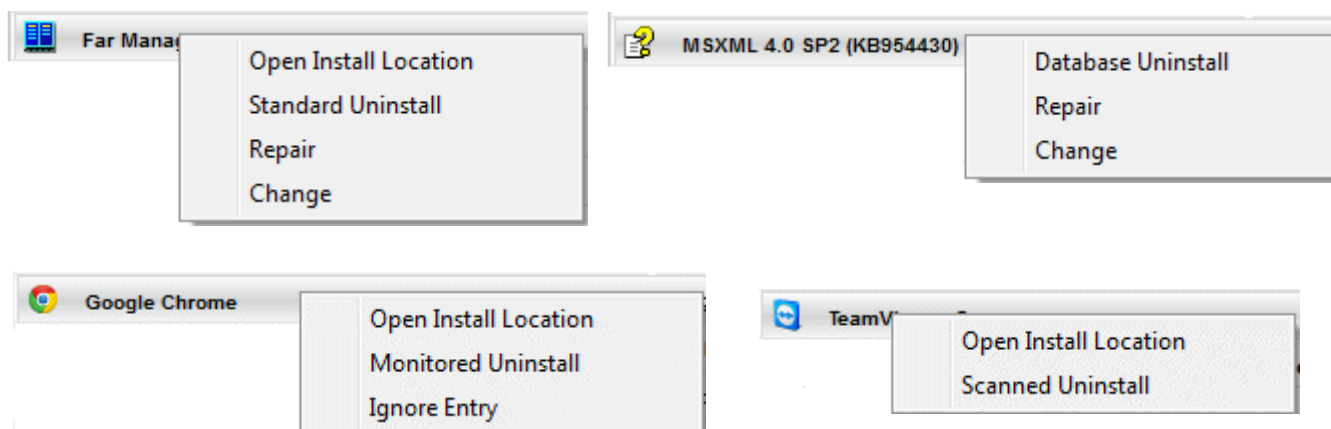 Far Mana
Open Install Location
Standard Uninstall
Repair
Change
MSXML 4.0 SP2 (KB954430)
Database Uninstall
Repair
Change
Google Chrome
Open Install Location
Monitored Uninstall
Ignore Entry
TeamV
Open Install Location
Scanned Uninstall